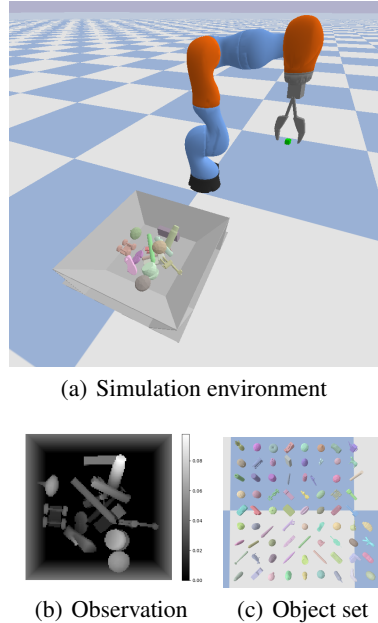 (a) Simulation environment
0.08
0.06
0.04
0.02
0.00
(b) Observation
(c) Object set